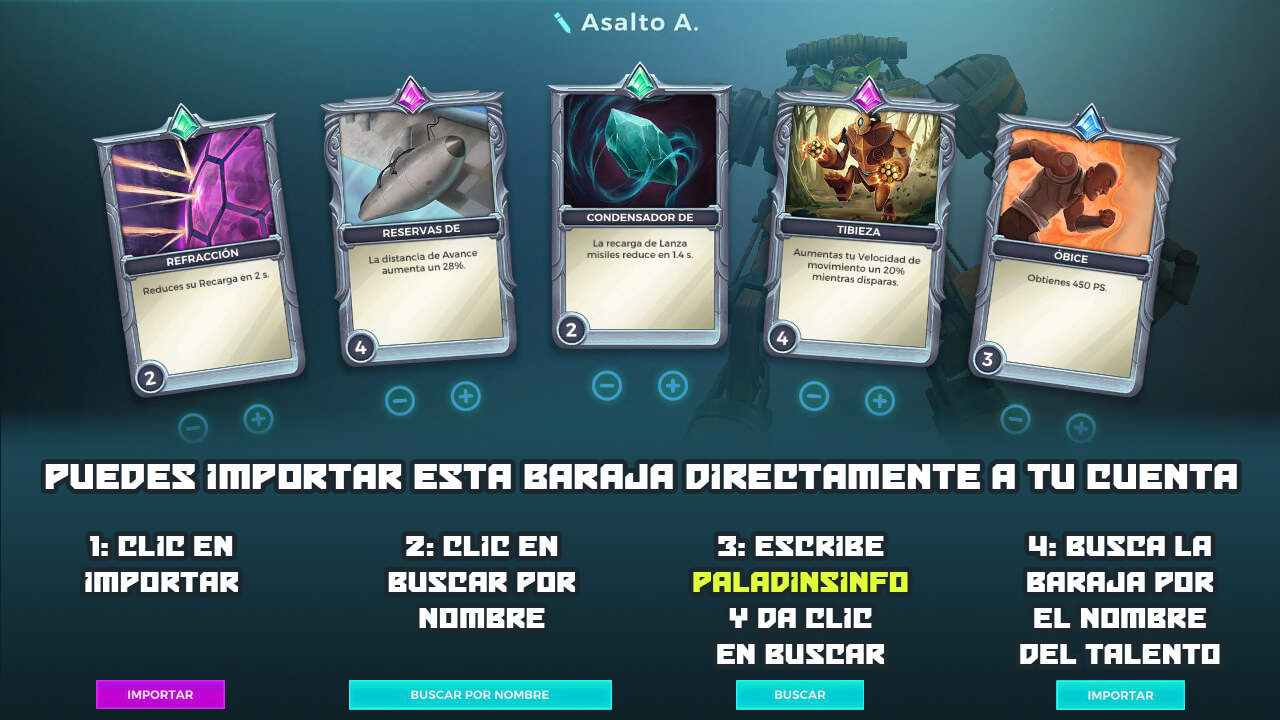 Asalto A.
REFRACCIÓN
Reduces su Recarga en 2 s.
2
RESERVAS DE
La distancia de Avance
aumenta un 28%.
4
CONDENSADOR DE
La recarga de Lanza
misiles reduce en 1.4 s.
2
TIBIEZA
Aumentas tu Velocidad de
movimiento un 20%
mientras disparas.
4
ÓBICE
Obtienes 450 PS.
3
PUEDES IMPORTAR ESTA BARAJA DIRECTAMENTE A TU CUENTA
1: CLIC EN
IMPORTAR
IMPORTAR
2: CLIC EN
BUSCAR POR
NOMBRE
BUSCAR POR NOMBRE
3: ESCRIBE
PALADINSINFO
Y DA CLIC
EN BUSCAR
BUSCAR
4: BUSCA LA
BARAJA POR
EL NOMBRE
DEL TALENTO
IMPORTAR